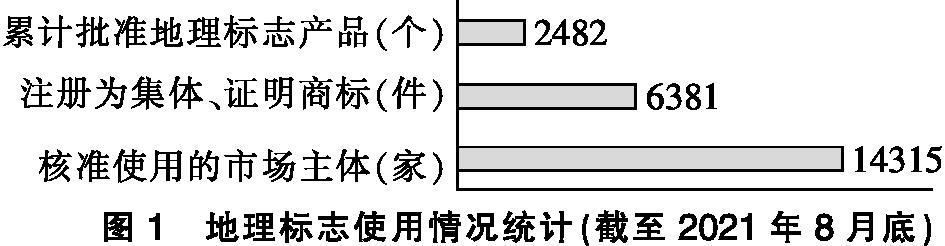 累计批准地理标志产品(个) 2482
注册为集体、证明商标(件) 6381
核准使用的市场主体(家) 14315
图1 地理标志使用情况统计(截至2021年8月底)